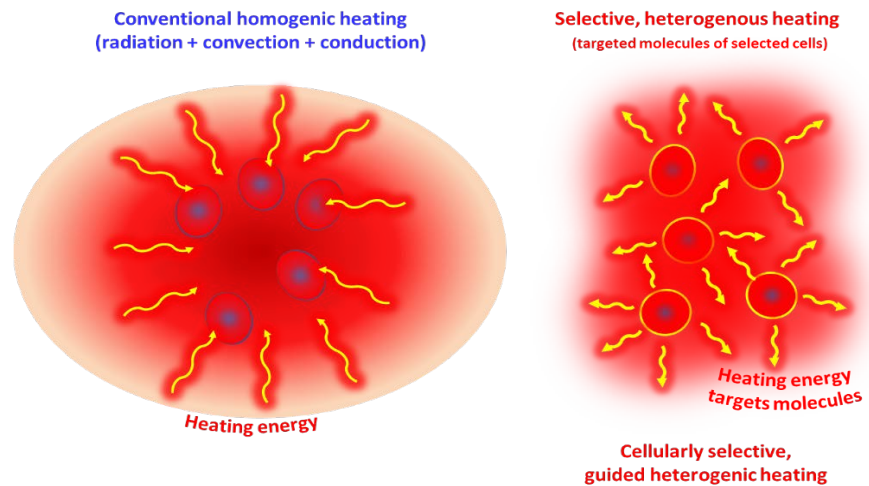 Conventional homogenic heating
(radiation + convection + conduction)
Heating energy
Selective, heterogenous heating
(targeted molecules of selected cells)
Heating energy
targets molecules
Cellularly selective,
guided heterogenic heating